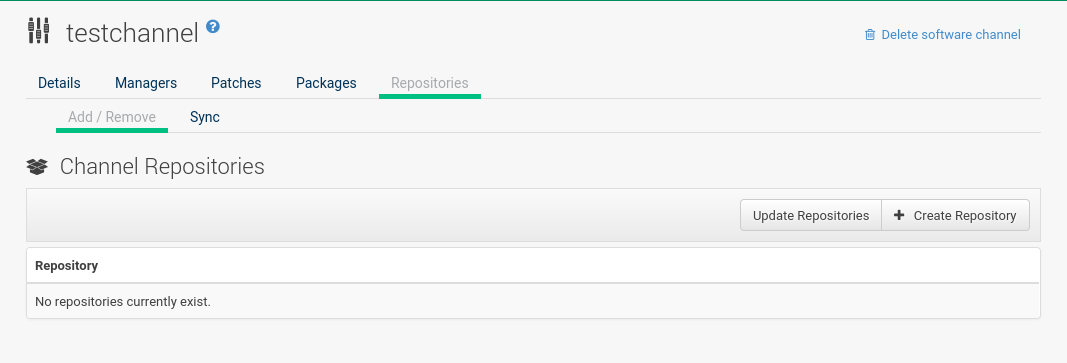 testchannel ?
Delete software channel
Details Managers Patches Packages Repositories
Add / Remove Sync
Channel Repositories
Update Repositories Create Repository
Repository
No repositories currently exist.